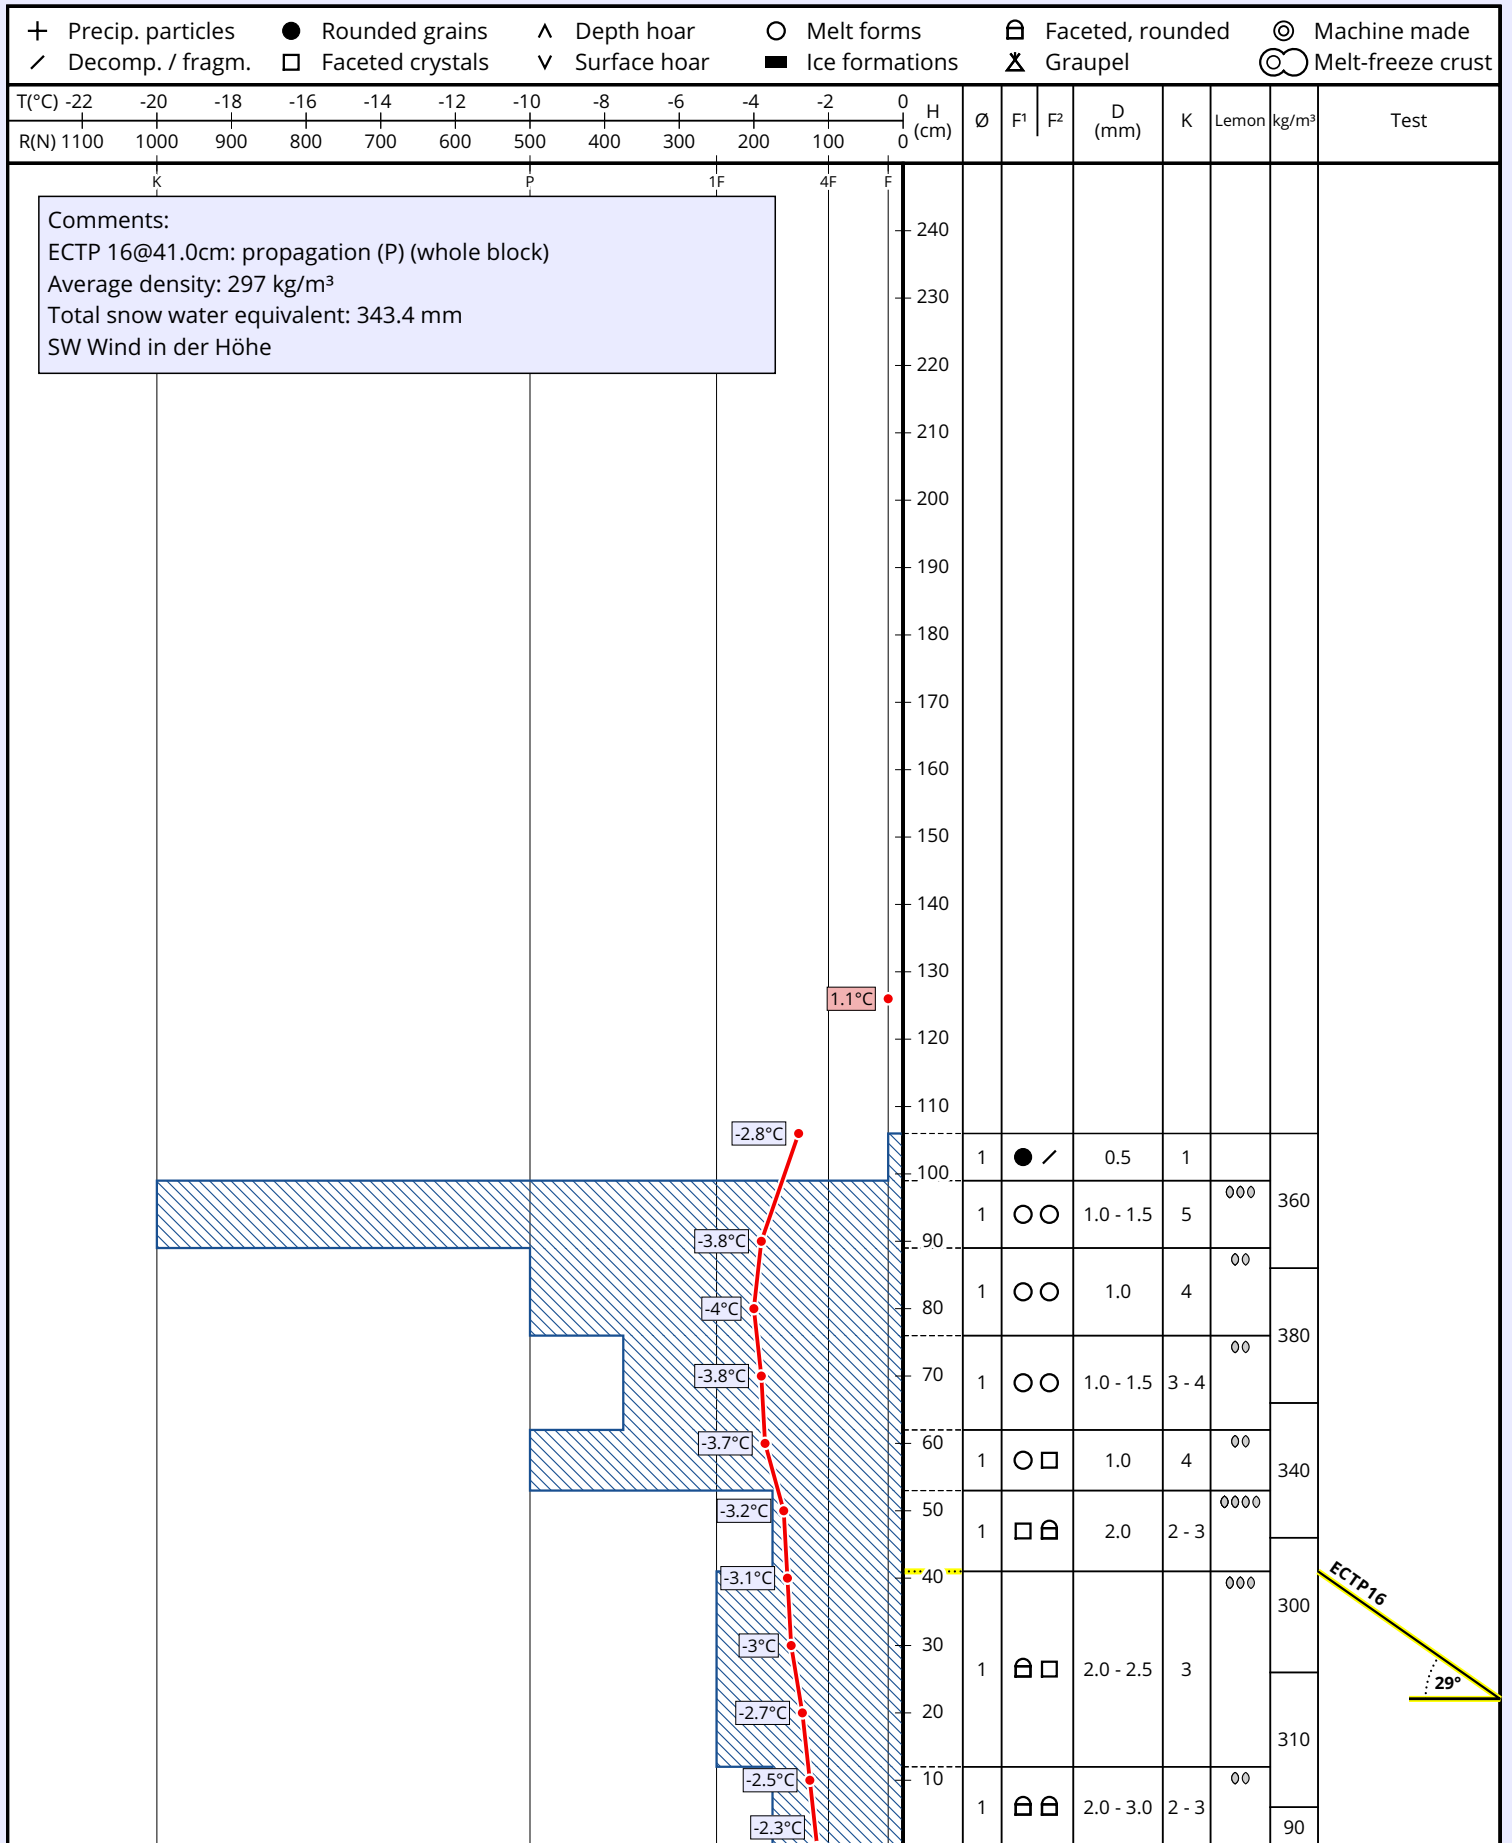 Precip. particles Rounded grains Depth hoar Melt forms Faceted, rounded Machine made
Decomp. / fragm. Faceted crystals Surface hoar Ice formations Graupel Melt-freeze crust
T(°C) -22 -20 -18 -16 -14 -12 -10 -8 -6 -4 -2 0
R(N) 1100 1000 900 800 700 600 500 400 300 200 100 0
H (cm) Ø F¹ F² D (mm) K Lemon kg/m³ Test
K P 1F 4F F
Comments:
ECTP 16@41.0cm: propagation (P) (whole block)
Average density: 297 kg/m³
Total snow water equivalent: 343.4 mm
SW Wind in der Höhe
240
230
220
210
200
190
180
170
160
150
140
130
1.1°C
120
110
-2.8°C
1 0.5 1
100
360
1 1.0 - 1.5 5
-3.8°C 90
1 1.0 4
-4°C 80
380
-3.8°C 70
1 1.0 - 1.5 3 - 4
-3.7°C 60
1 1.0 4
340
-3.2°C 50
1 2.0 2 - 3
-3.1°C 40
ECTP16
300
-3°C 30
1 2.0 - 2.5 3
29°
-2.7°C 20
310
-2.5°C 10
1 2.0 - 3.0 2 - 3
-2.3°C 90